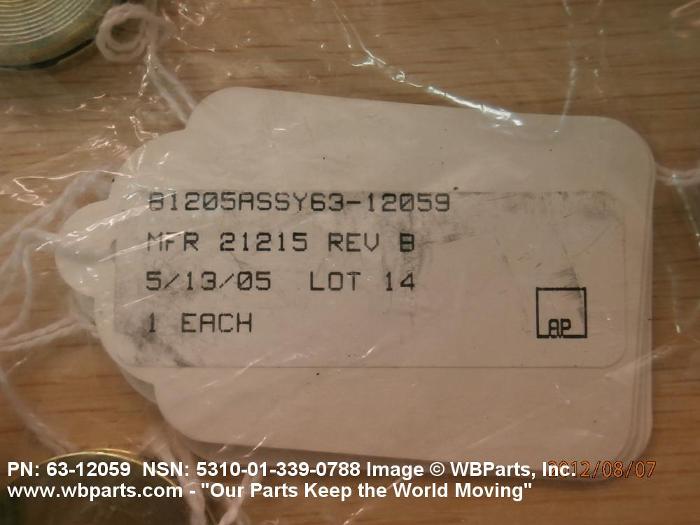 81205ASSY63-12059
MFR 21215 REV B
5/13/05 LOT 14
1 EACH
AP
PN: 63-12059 NSN: 5310-01-339-0788 Image © WBParts, Inc.
2012/08/07
www.wbparts.com - "Our Parts Keep the World Moving"